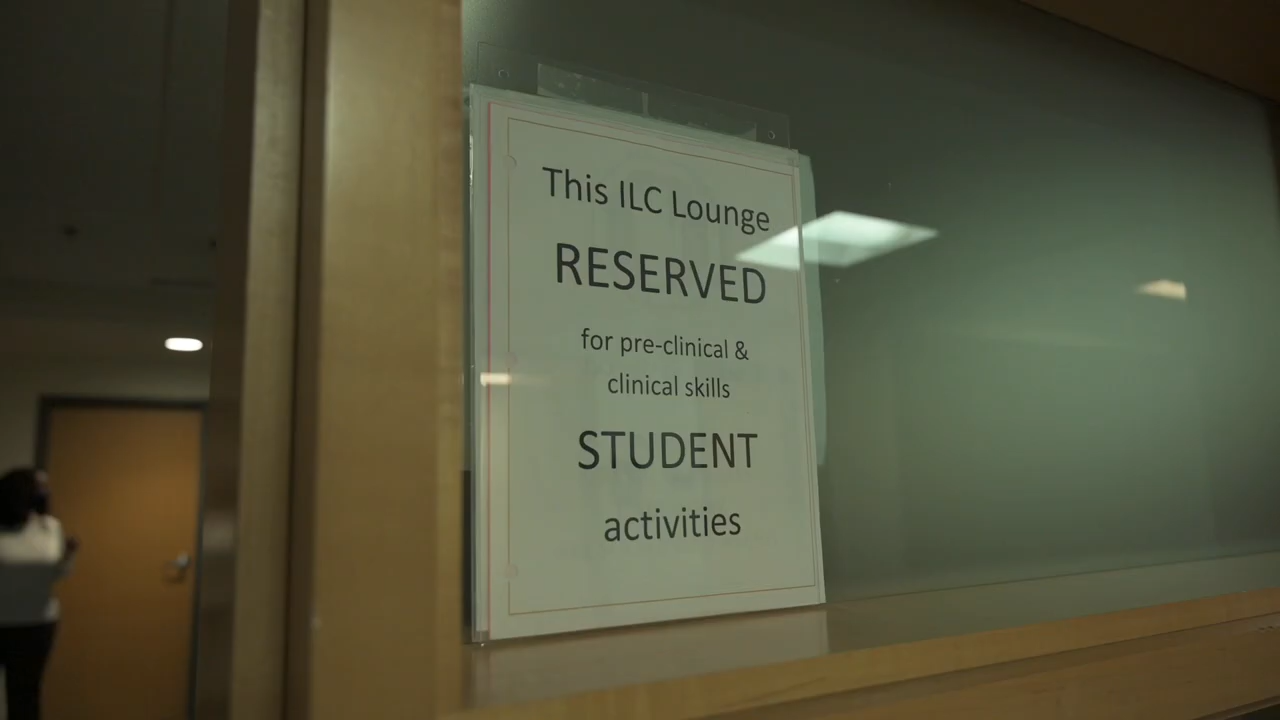 This ILC Lounge
RESERVED
for pre-clinical &
clinical skills
STUDENT
activities